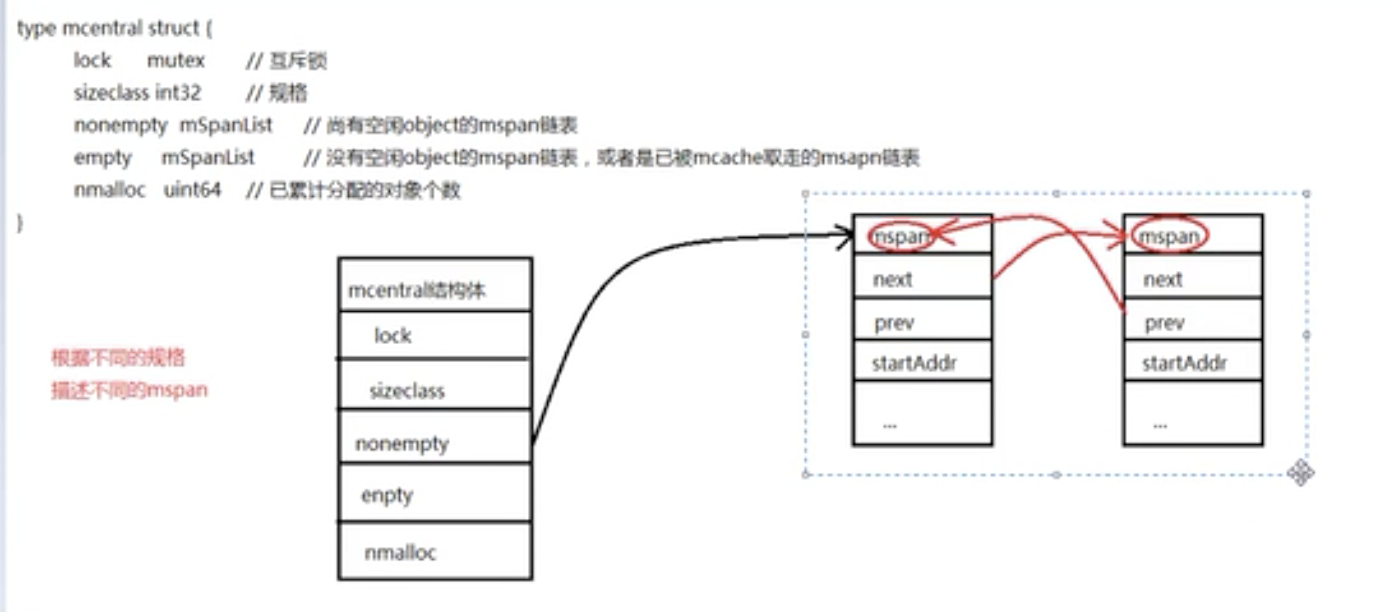 type mcentral struct {
lock mutex // 互斥锁
sizeclass int32 // 规格
nonempty mSpanList // 尚有空闲object的mspan链表
empty mSpanList // 没有空闲object的mspan链表，或者是已被mcache取走的msapn链表
nmalloc uint64 // 已累计分配的对象个数
}
根据不同的规格
描述不同的mspan
mcentral结构体
lock
sizeclass
nonempty
enpty
nmalloc
mspan
next
prev
startAddr
...
mspan
next
prev
startAddr
...